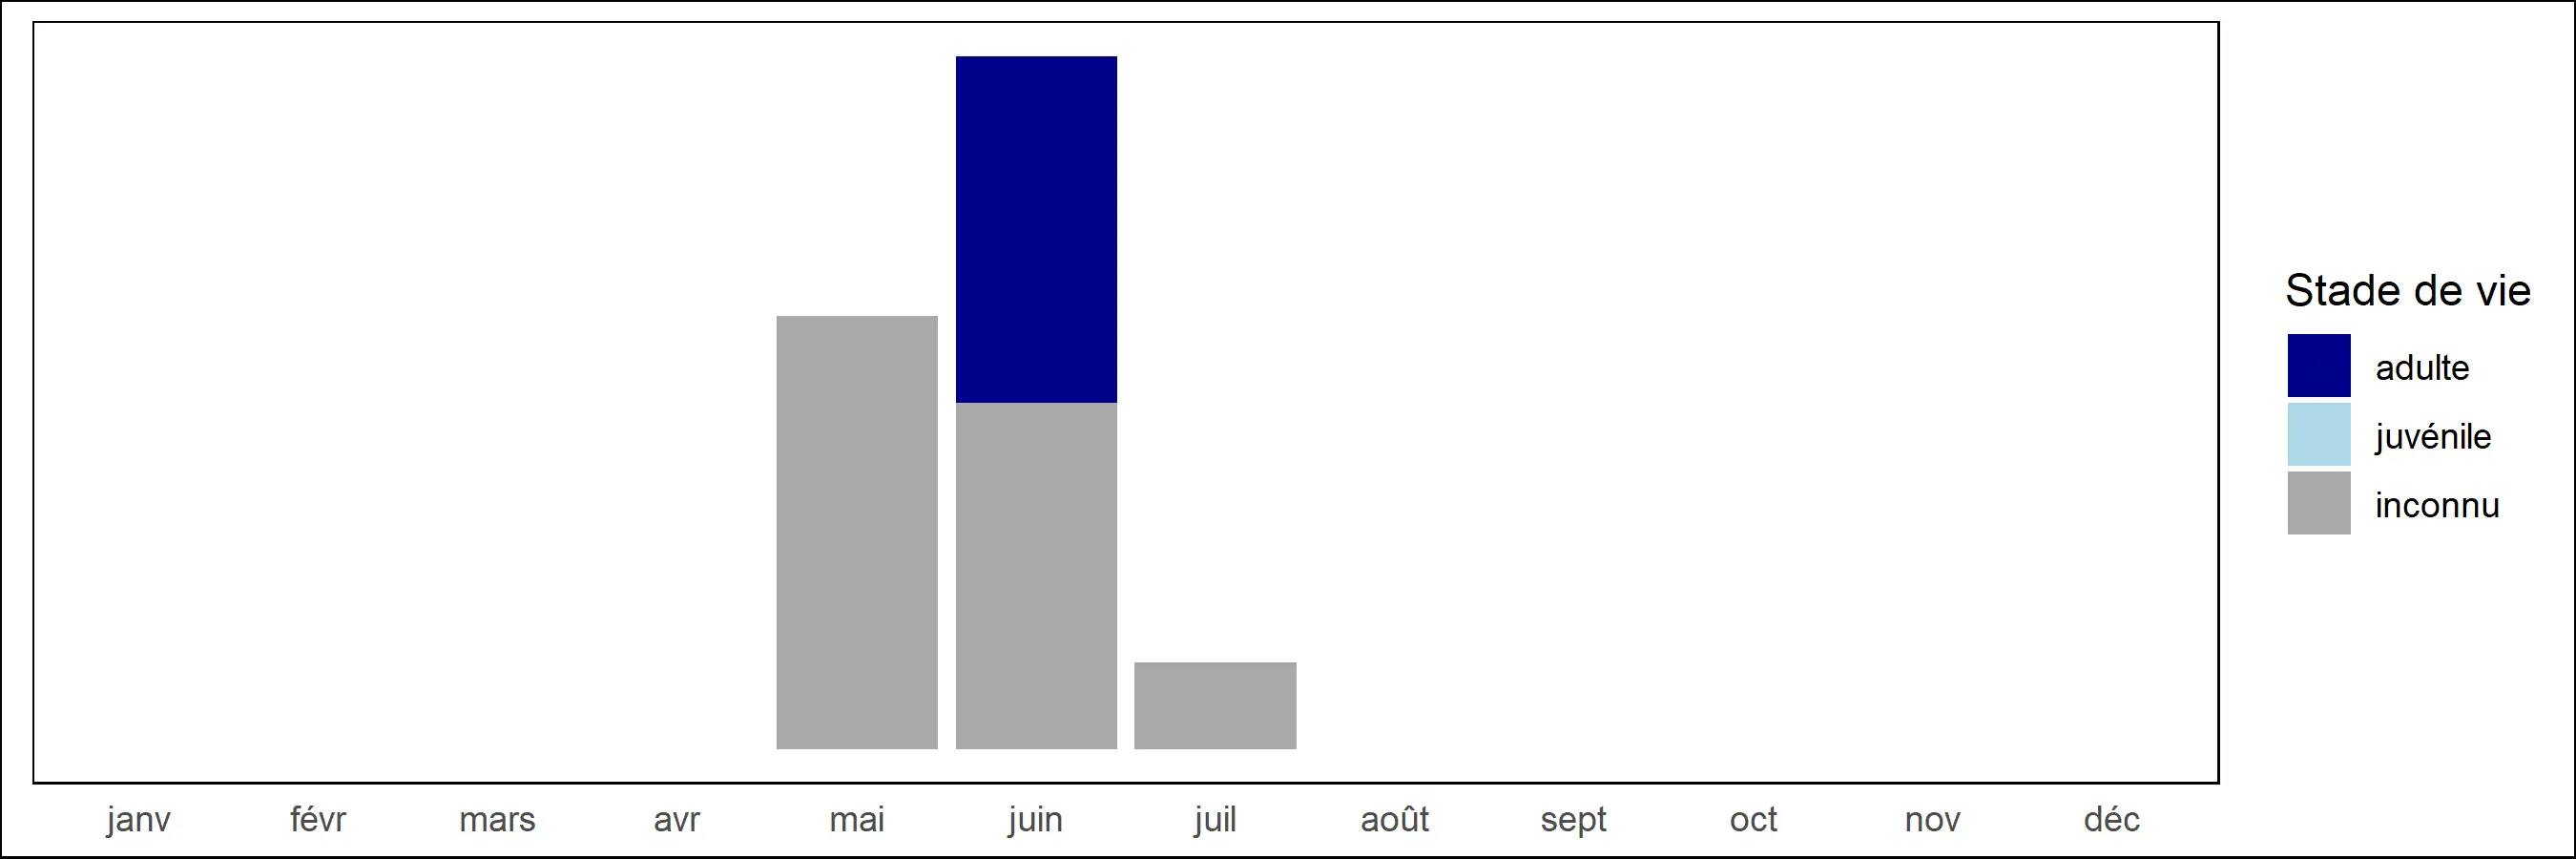 Stade de vie
adulte
juvénile
inconnu
janv févr mars avr mai juin juil août sept oct nov déc